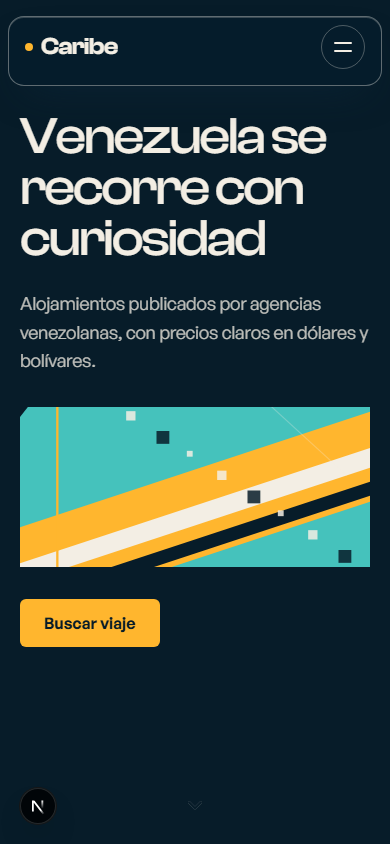 Caribe
Venezuela se
recorre con
curiosidad
Alojamientos publicados por agencias
venezolanas, con precios claros en dólares y
bolívares.
Buscar viaje
N